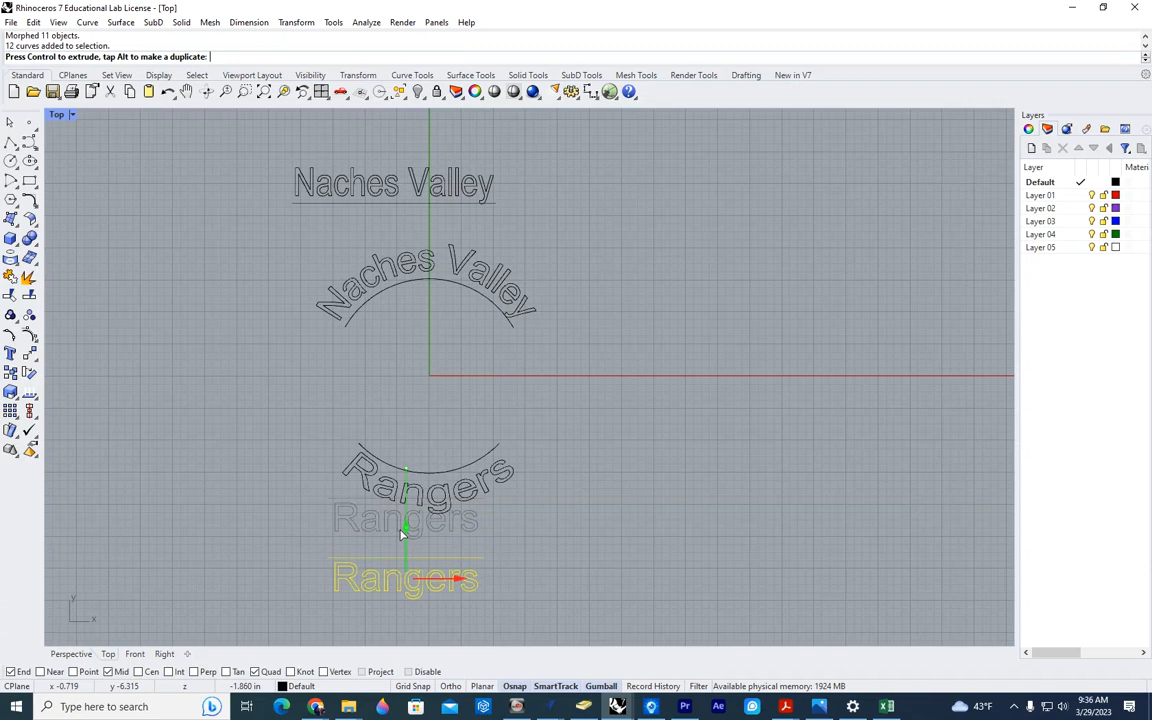 Rhinoceros 7 Educational Lab License - [Top]
File Edit View Curve Surface SubD Solid Mesh Dimension Transform Tools Analyze Render Panels Help
Morphed 11 objects.
12 curves added to selection.
Press Control to extrude, tap Alt to make a duplicate:
Standard CPlanes Set View Display Select Viewport Layout Visibility Transform Curve Tools Surface Tools Solid Tools SubD Tools Mesh Tools Render Tools Drafting New in V7
Top
Layers
Layer Materi
Default
Layer 01
Layer 02
Layer 03
Layer 04
Layer 05
Naches Valley
Naches Valley
Rangers
Rangers
Rangers
y
x
Perspective Top Front Right
End Near Point Mid Cen Int Perp Tan Quad Knot Vertex Project Disable
CPlane x -0.719 y -6.315 z -1.860 in Default Grid Snap Ortho Planar Osnap SmartTrack Gumball Record History Filter Available physical memory: 1924 MB
Type here to search
43°F
9:36 AM
3/29/2023